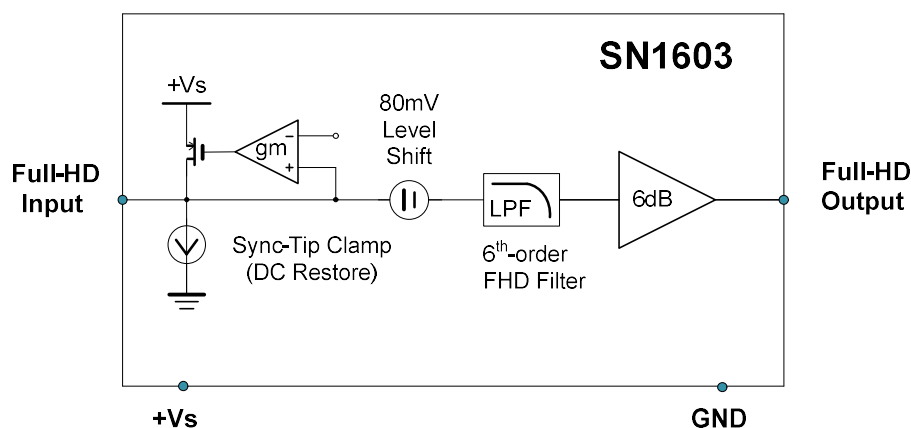 SN1603
+Vs
80mV
Level
Shift
gm
−
+
Full-HD
Input
Full-HD
Output
LPF
6dB
Sync-Tip Clamp
(DC Restore)
6th-order
FHD Filter
+Vs
GND